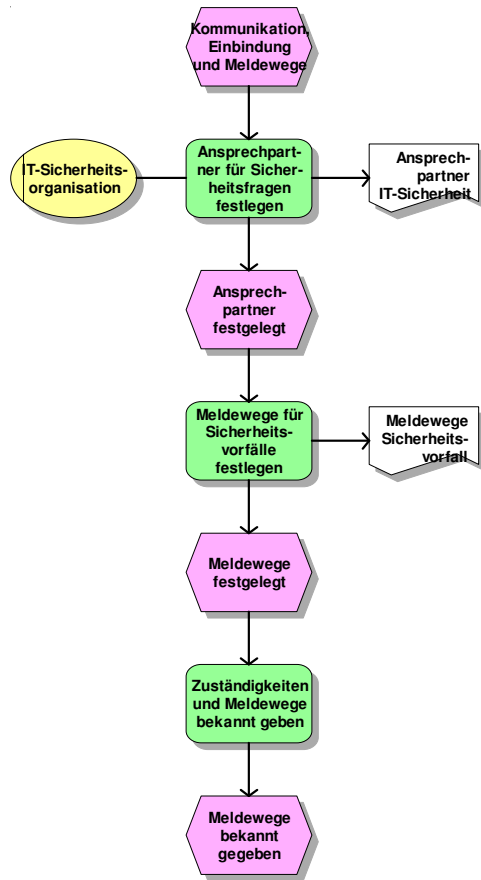 Kommunikation,
Einbindung
und Meldewege
IT-Sicherheits-
organisation
Ansprechpart-
ner für Sicher-
heitsfragen
festlegen
Ansprech-
partner
IT-Sicherheit
Ansprech-
partner
festgelegt
Meldewege für
Sicherheits-
vorfälle
festlegen
Meldewege
Sicherheits-
vorfall
Meldewege
festgelegt
Zuständigkeiten
und Meldewege
bekannt geben
Meldewege
bekannt
gegeben